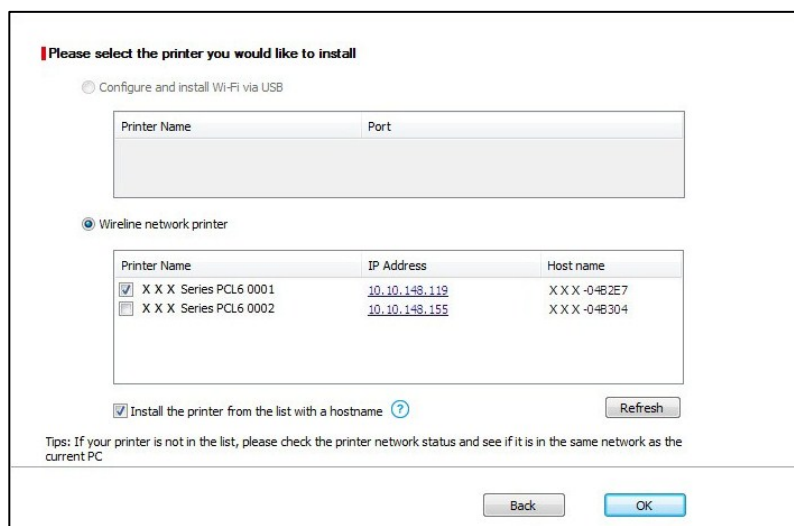 Please select the printer you would like to install
Configure and install Wi-Fi via USB
Printer Name Port
Wireline network printer
Printer Name IP Address Host name
X X X Series PCL6 0001 10.10.148.119 X X X -04B2E7
X X X Series PCL6 0002 10.10.148.155 X X X -04B304
Install the printer from the list with a hostname ? Refresh
Tips: If your printer is not in the list, please check the printer network status and see if it is in the same network as the
current PC
Back OK